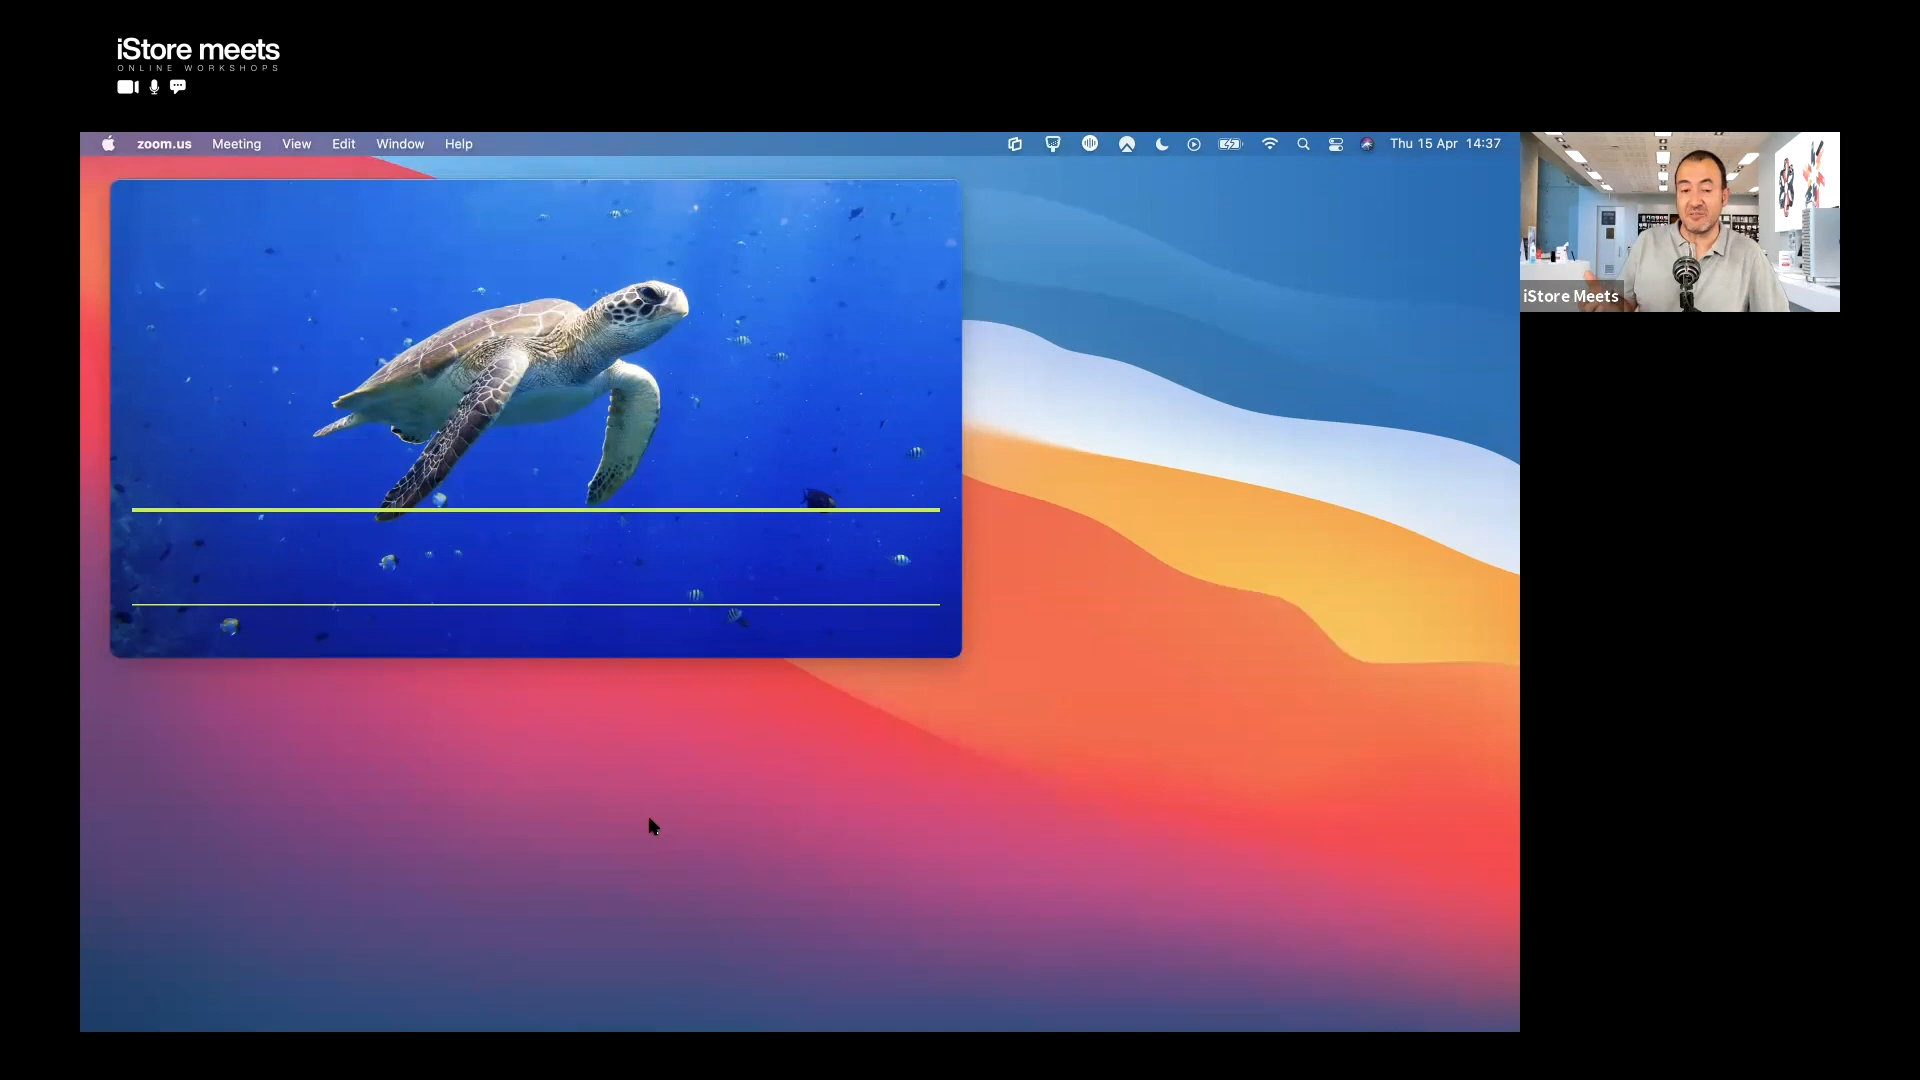 iStore meets
ONLINE WORKSHOPS
zoom.us Meeting View Edit Window Help
Thu 15 Apr 14:37
iStore Meets